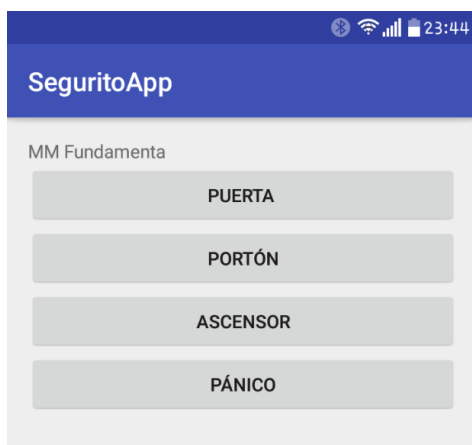 23:44
SeguritoApp
MM Fundamenta
PUERTA
PORTÓN
ASCENSOR
PÁNICO